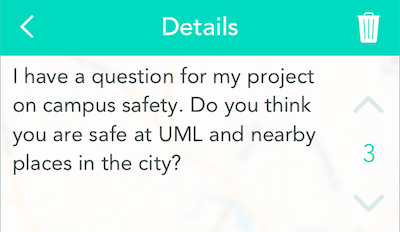 Details
I have a question for my project
on campus safety. Do you think
you are safe at UML and nearby
places in the city?
3